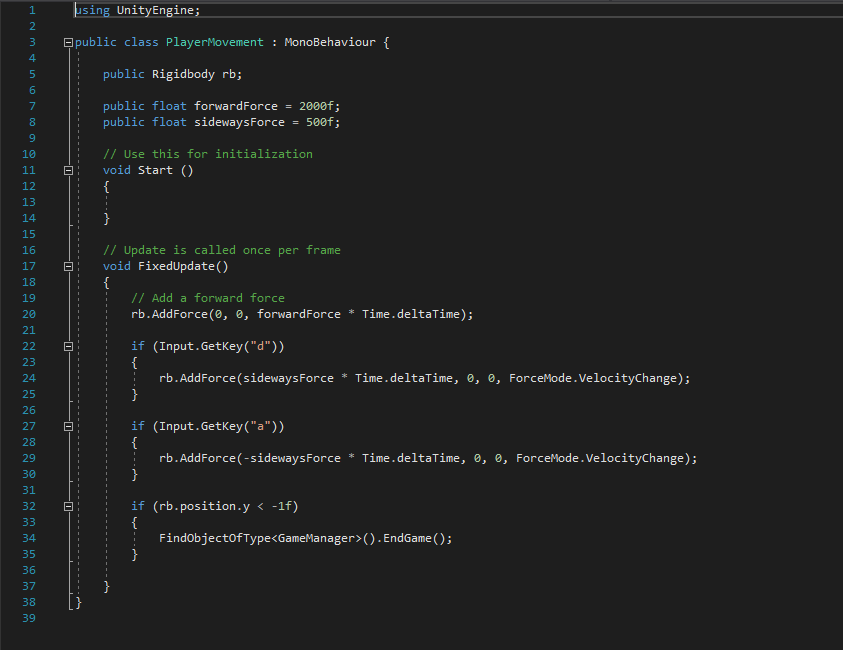 1 using UnityEngine;
2
3 public class PlayerMovement : MonoBehaviour {
4
5 public Rigidbody rb;
6
7 public float forwardForce = 2000f;
8 public float sidewaysForce = 500f;
9
10 // Use this for initialization
11 void Start ()
12 {
13
14 }
15
16 // Update is called once per frame
17 void FixedUpdate()
18 {
19 // Add a forward force
20 rb.AddForce(0, 0, forwardForce * Time.deltaTime);
21
22 if (Input.GetKey("d"))
23 {
24 rb.AddForce(sidewaysForce * Time.deltaTime, 0, 0, ForceMode.VelocityChange);
25 }
26
27 if (Input.GetKey("a"))
28 {
29 rb.AddForce(-sidewaysForce * Time.deltaTime, 0, 0, ForceMode.VelocityChange);
30 }
31
32 if (rb.position.y < -1f)
33 {
34 FindObjectOfType<GameManager>().EndGame();
35 }
36
37 }
38 }
39